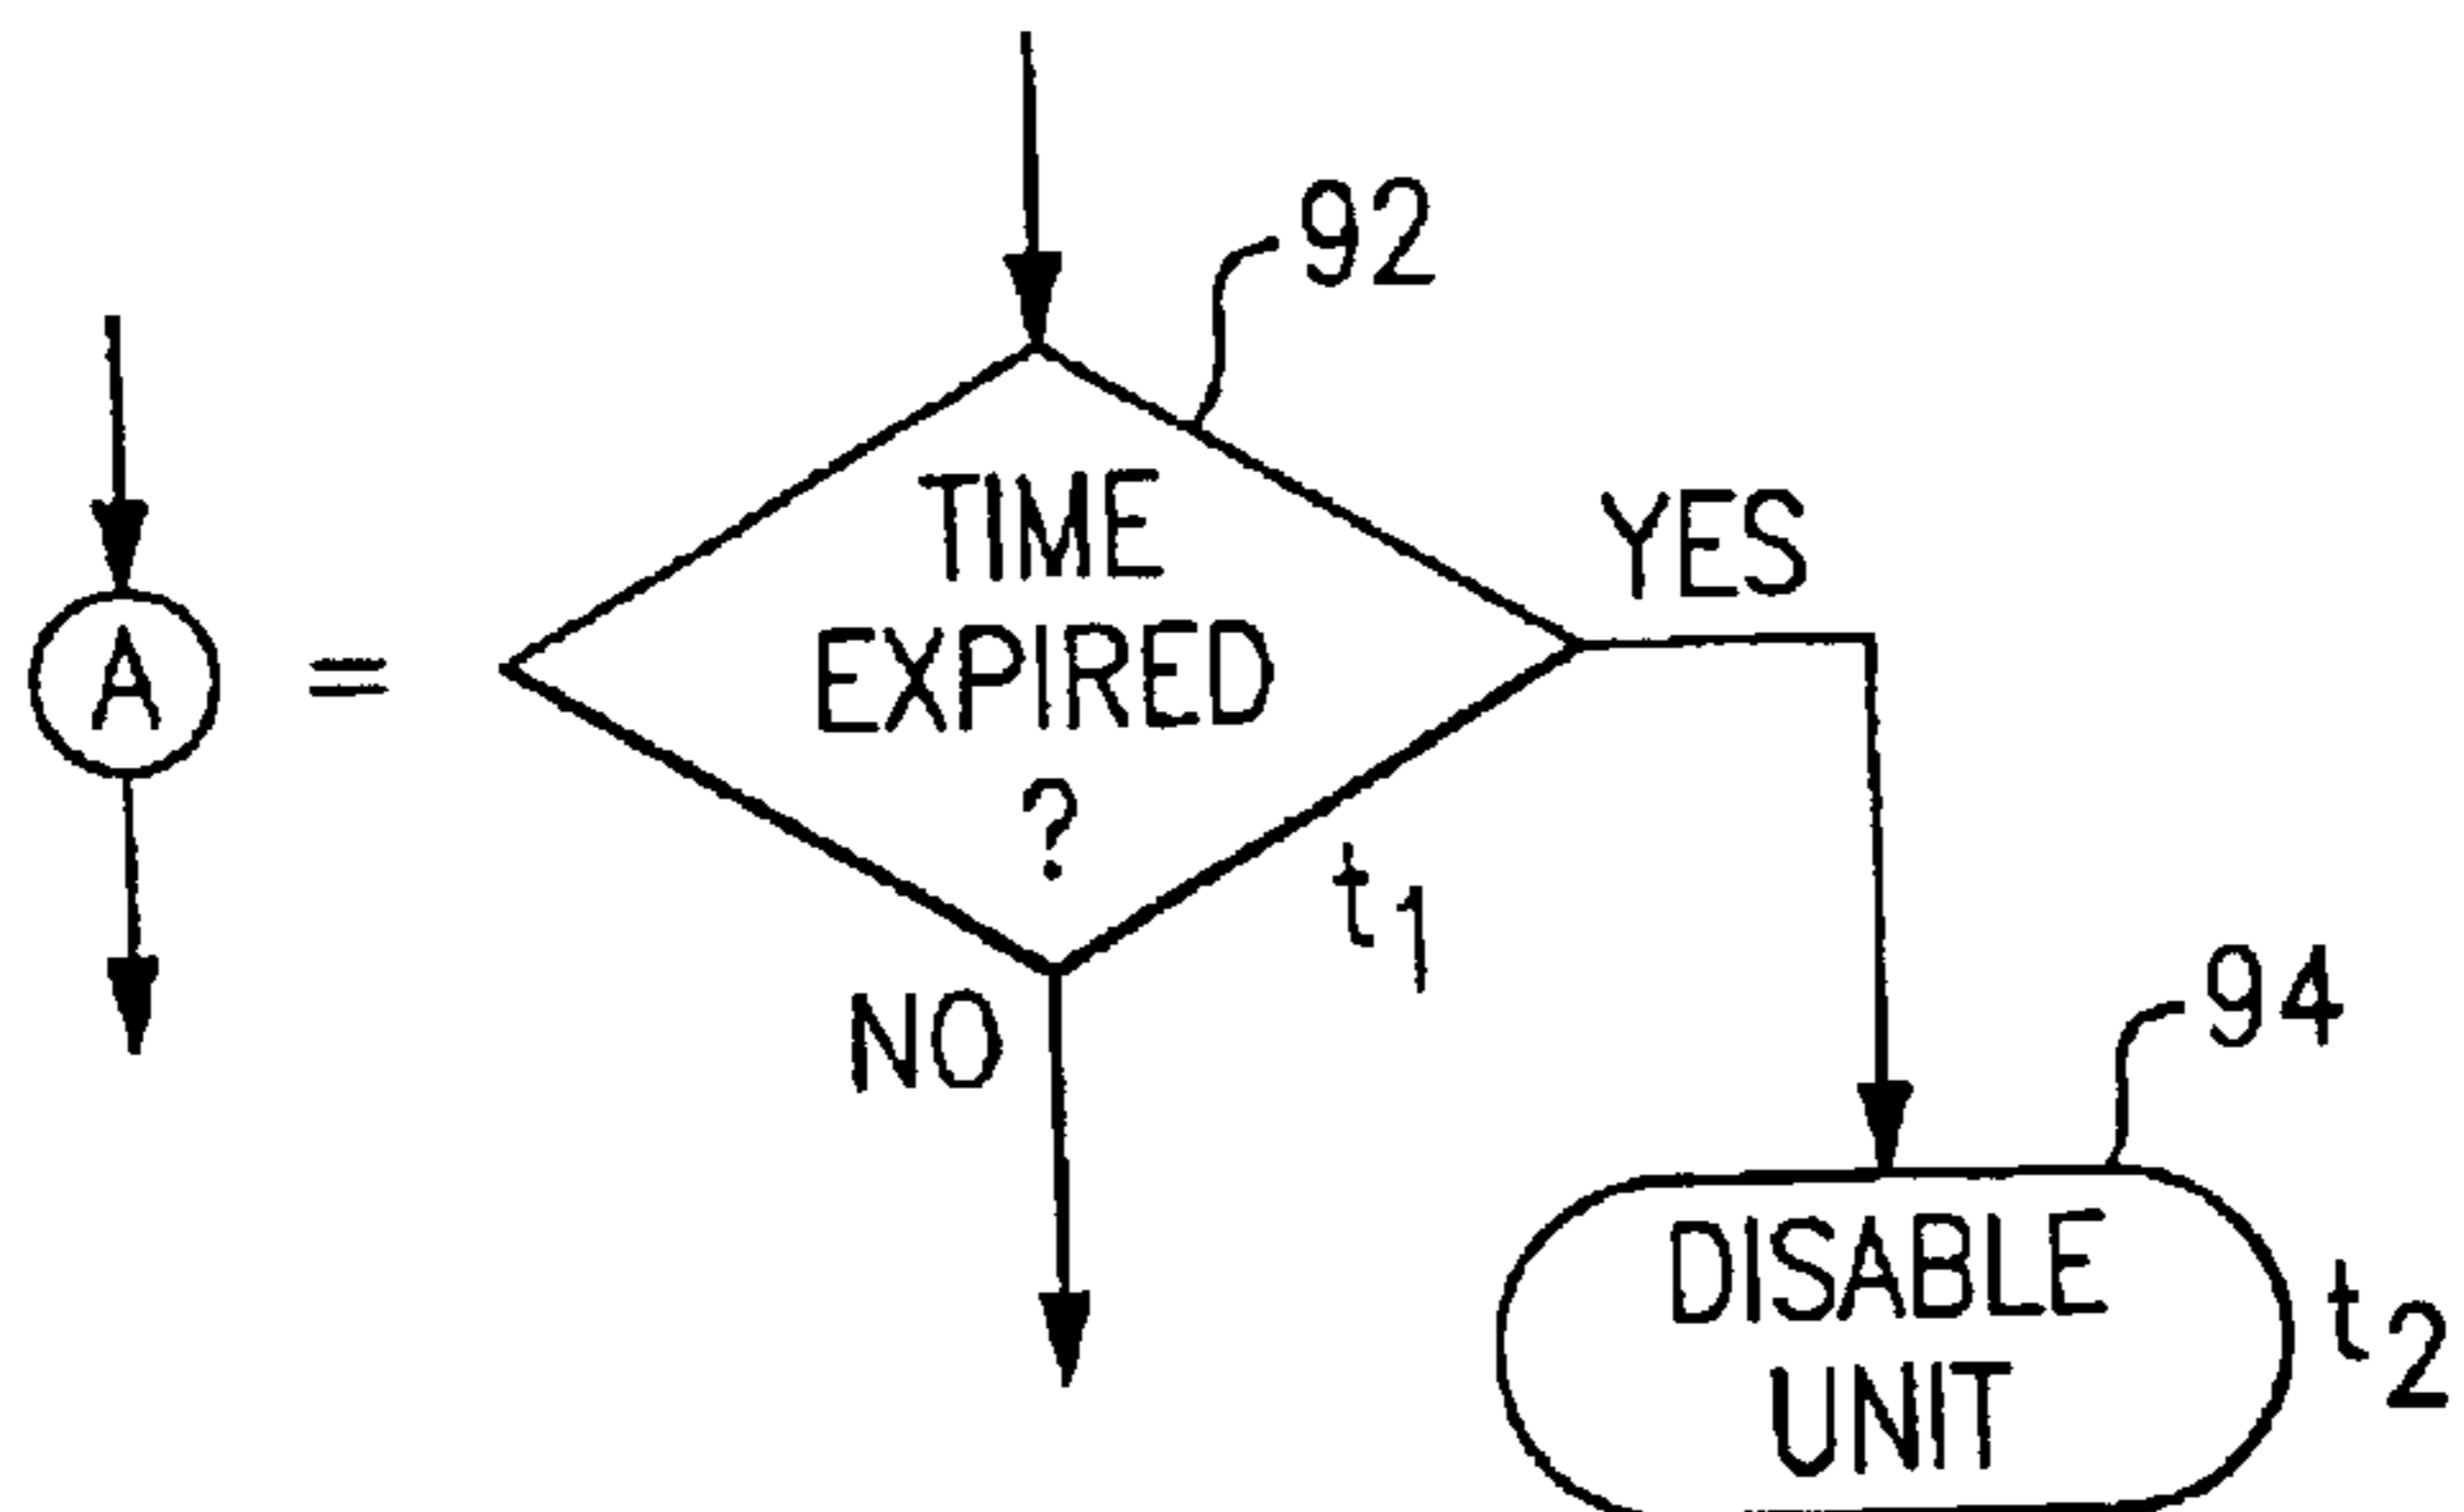 92
TIME
EXPIRED
?
YES
A
=
t1
NO
94
DISABLE
UNIT
t2